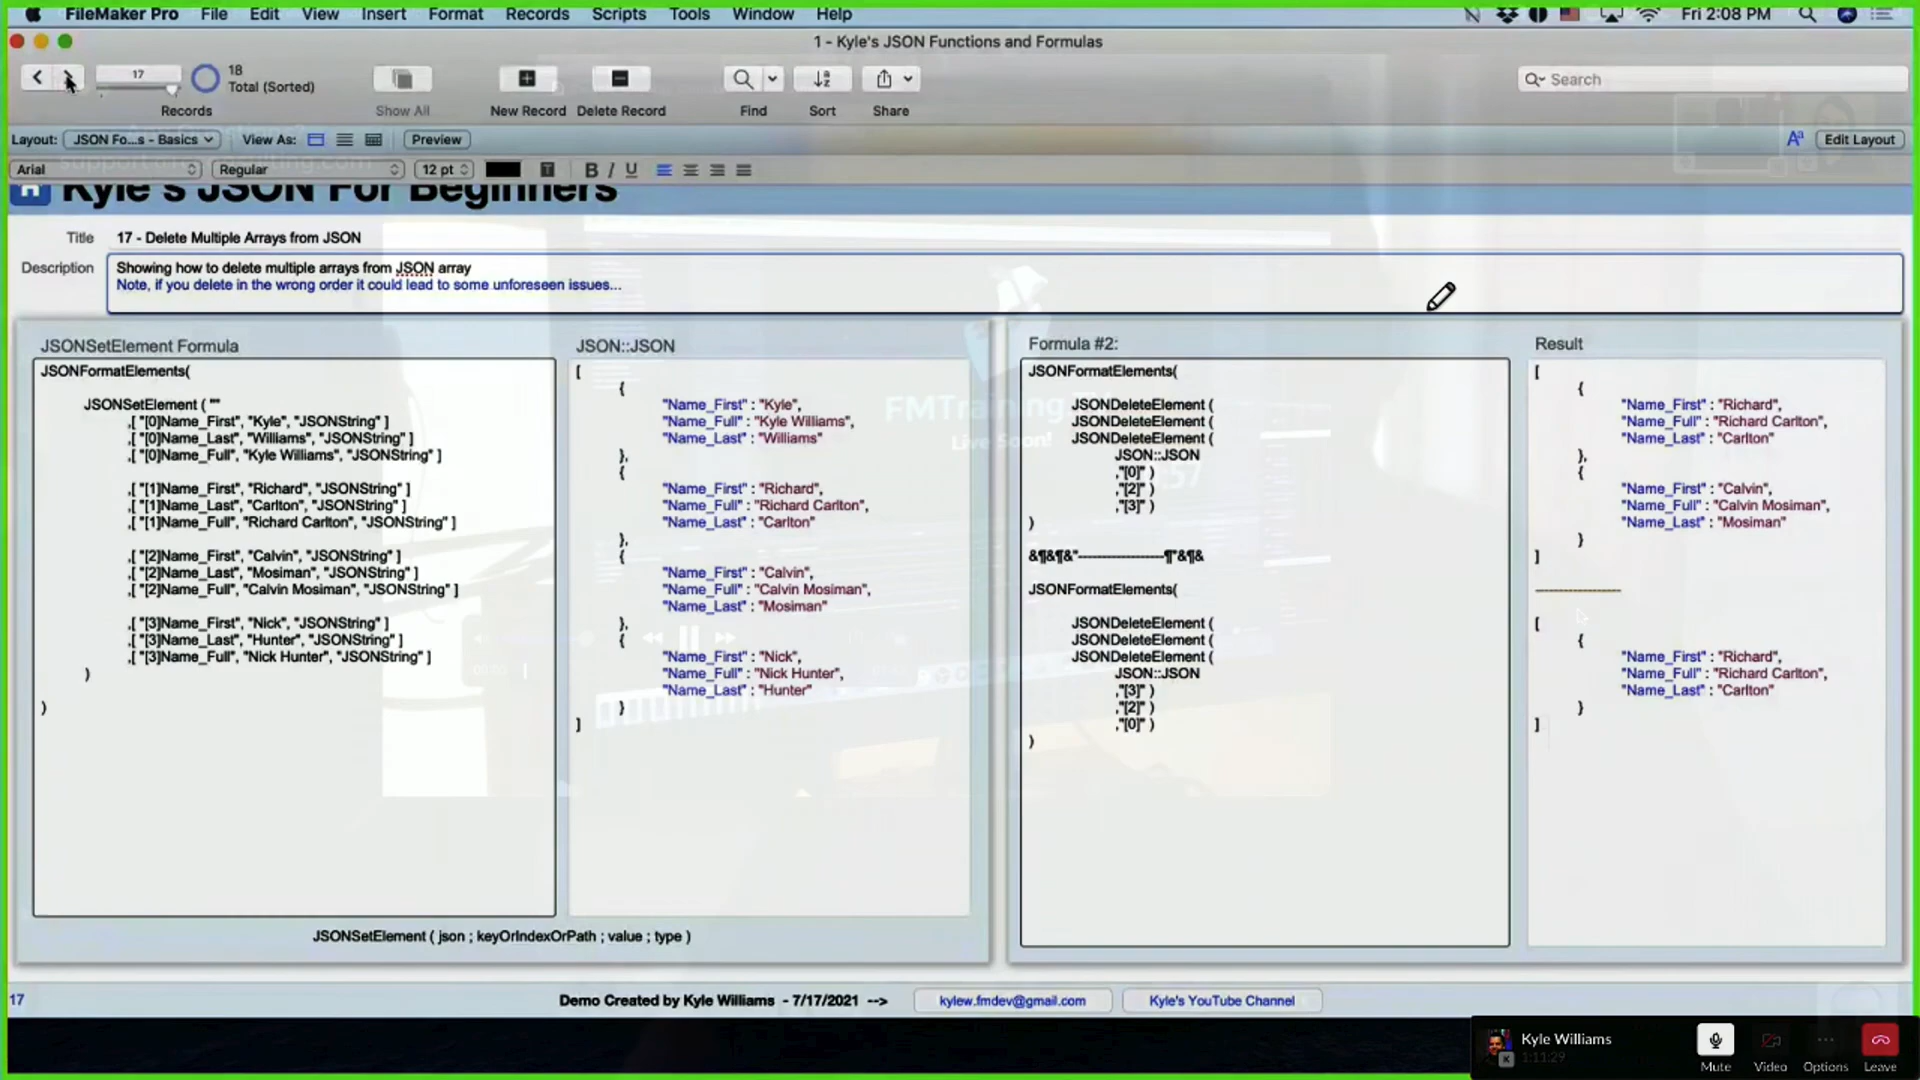 FileMaker Pro File Edit View Insert Format Records Scripts Tools Window Help Fri 2:08 PM
1 - Kyle's JSON Functions and Formulas
17
18
Total (Sorted)
Records
Show All
New Record
Delete Record
Find
Sort
Share
Search
Layout: JSON Fo...s - Basics View As: Preview Edit Layout
Arial Regular 12 pt B I U
Kyle's JSON For Beginners
Title 17 - Delete Multiple Arrays from JSON
Description Showing how to delete multiple arrays from JSON array
Note, if you delete in the wrong order it could lead to some unforeseen issues...
JSONSetElement Formula
JSONFormatElements(
JSONSetElement ( ""
,[ "[0]Name_First", "Kyle", "JSONString" ]
,[ "[0]Name_Last", "Williams", "JSONString" ]
,[ "[0]Name_Full", "Kyle Williams", "JSONString" ]
,[ "[1]Name_First", "Richard", "JSONString" ]
,[ "[1]Name_Last", "Carlton", "JSONString" ]
,[ "[1]Name_Full", "Richard Carlton", "JSONString" ]
,[ "[2]Name_First", "Calvin", "JSONString" ]
,[ "[2]Name_Last", "Mosiman", "JSONString" ]
,[ "[2]Name_Full", "Calvin Mosiman", "JSONString" ]
,[ "[3]Name_First", "Nick", "JSONString" ]
,[ "[3]Name_Last", "Hunter", "JSONString" ]
,[ "[3]Name_Full", "Nick Hunter", "JSONString" ]
)
)
JSON::JSON
[
{
"Name_First" : "Kyle",
"Name_Full" : "Kyle Williams",
"Name_Last" : "Williams"
},
{
"Name_First" : "Richard",
"Name_Full" : "Richard Carlton",
"Name_Last" : "Carlton"
},
{
"Name_First" : "Calvin",
"Name_Full" : "Calvin Mosiman",
"Name_Last" : "Mosiman"
},
{
"Name_First" : "Nick",
"Name_Full" : "Nick Hunter",
"Name_Last" : "Hunter"
}
]
JSONSetElement ( json ; keyOrIndexOrPath ; value ; type )
FMTraining
Live Soon!
Formula #2:
JSONFormatElements(
JSONDeleteElement (
JSONDeleteElement (
JSONDeleteElement (
JSON::JSON
,"[0]" )
,"[2]" )
,"[3]" )
)
&¶&¶&"--------------------¶"&¶&
JSONFormatElements(
JSONDeleteElement (
JSONDeleteElement (
JSONDeleteElement (
JSON::JSON
,"[3]" )
,"[2]" )
,"[0]" )
)
Result
[
{
"Name_First" : "Richard",
"Name_Full" : "Richard Carlton",
"Name_Last" : "Carlton"
},
{
"Name_First" : "Calvin",
"Name_Full" : "Calvin Mosiman",
"Name_Last" : "Mosiman"
}
]
--------------------
[
{
"Name_First" : "Richard",
"Name_Full" : "Richard Carlton",
"Name_Last" : "Carlton"
}
]
17
Demo Created by Kyle Williams - 7/17/2021 --> kylew.fmdev@gmail.com Kyle's YouTube Channel
Kyle Williams
K 1:11:29
Mute Video Options Leave